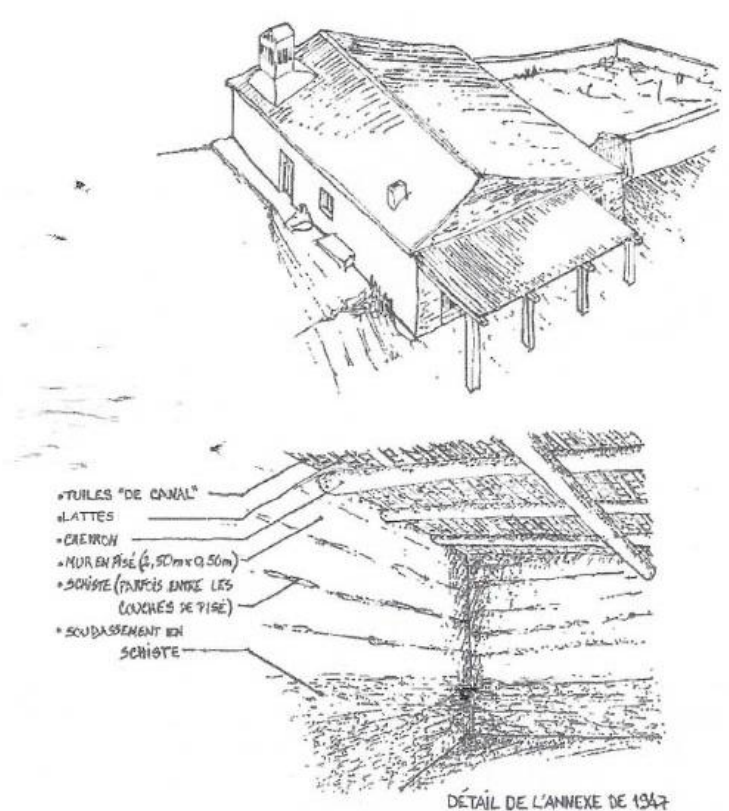 •TUILES "DE CANAL"
•LATTES
•CHEVRON
•MUR EN PISÉ (2,50m x 0,50m)
•SCHISTE (PARFOIS ENTRE LES
COUCHES DE PISÉ)
• SOUDASSEMENT EN
SCHISTE
DÉTAIL DE L'ANNEXE DE 1947